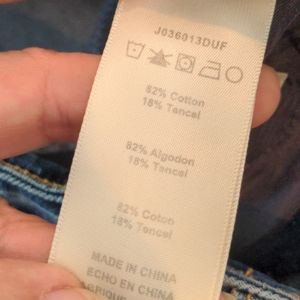 J036013DUF
82% Cotton
18% Tencel
82% Algodon
18% Tencel
82% Coton
18% Tencel
MADE IN CHINA
ECHO EN CHINA